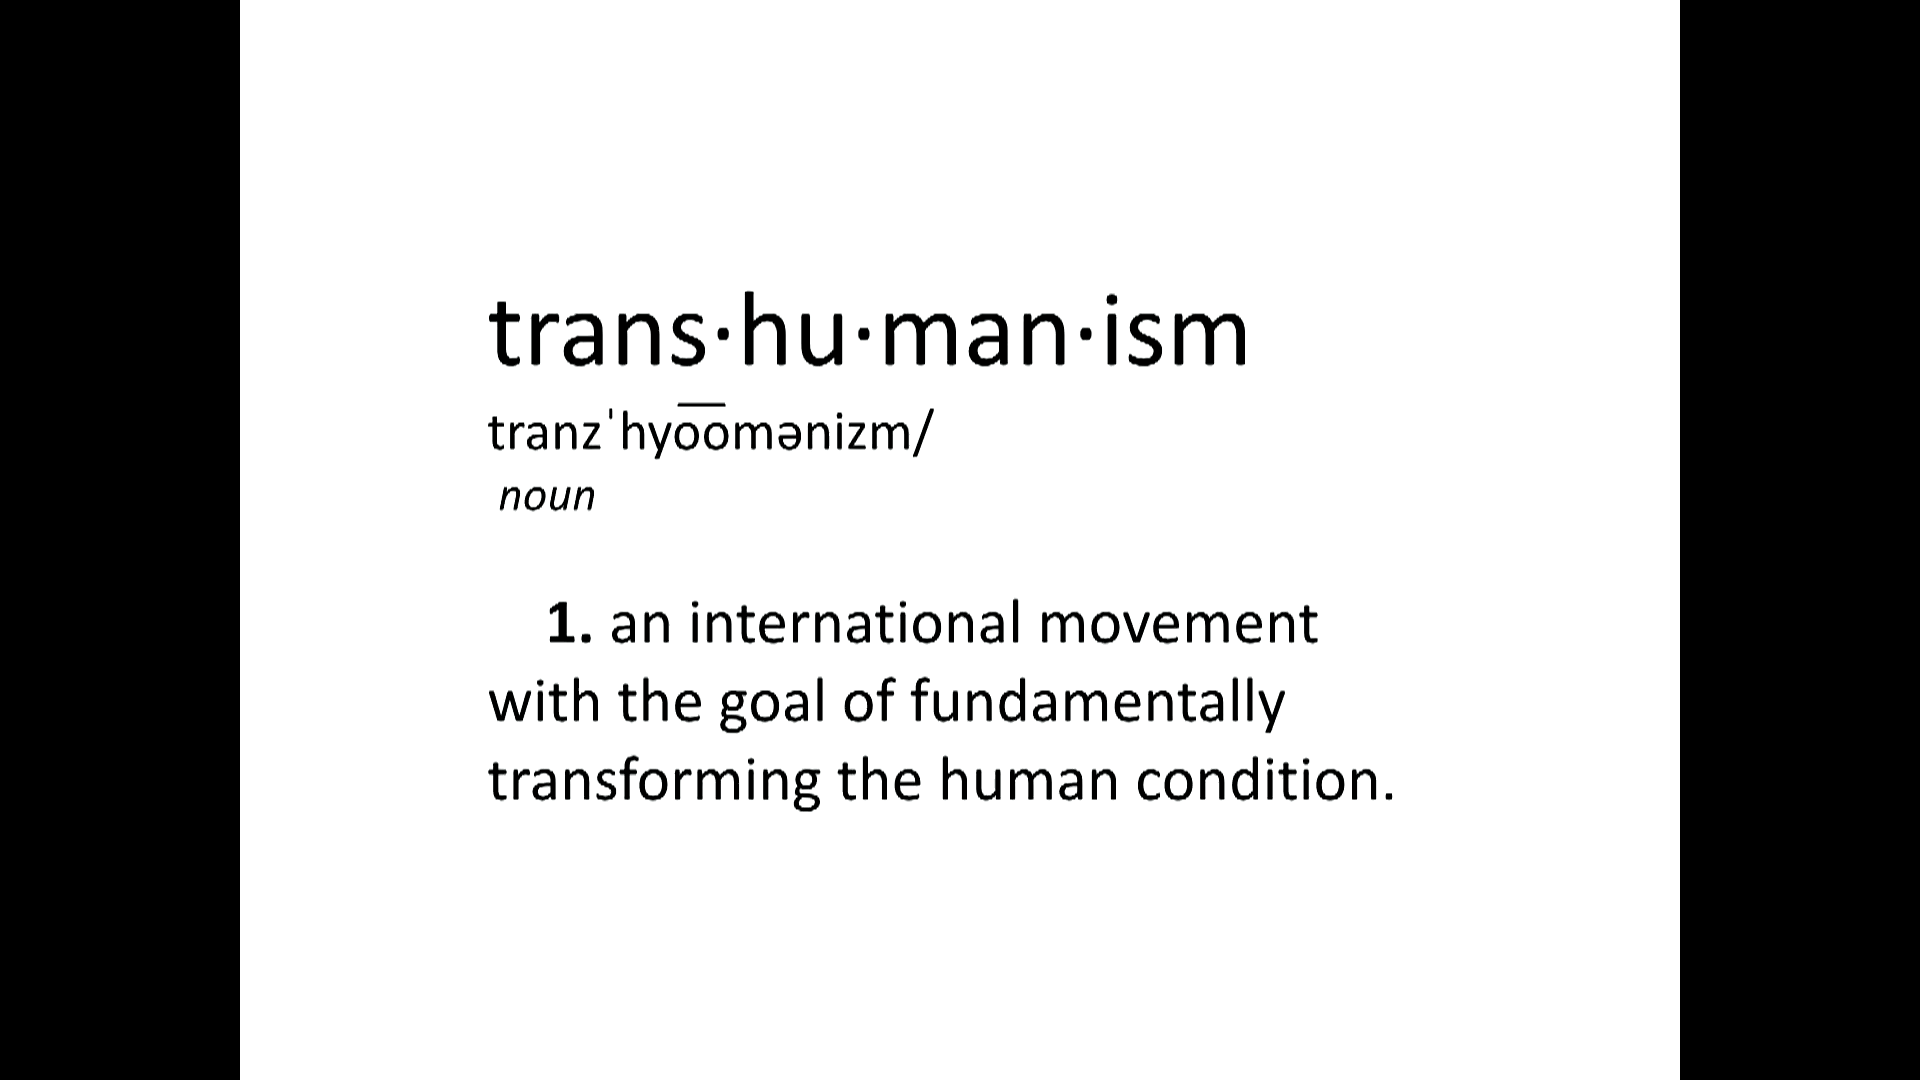 trans·hu·man·ism
tranzˈhyo͞omənizm/
noun
1. an international movement
with the goal of fundamentally
transforming the human condition.